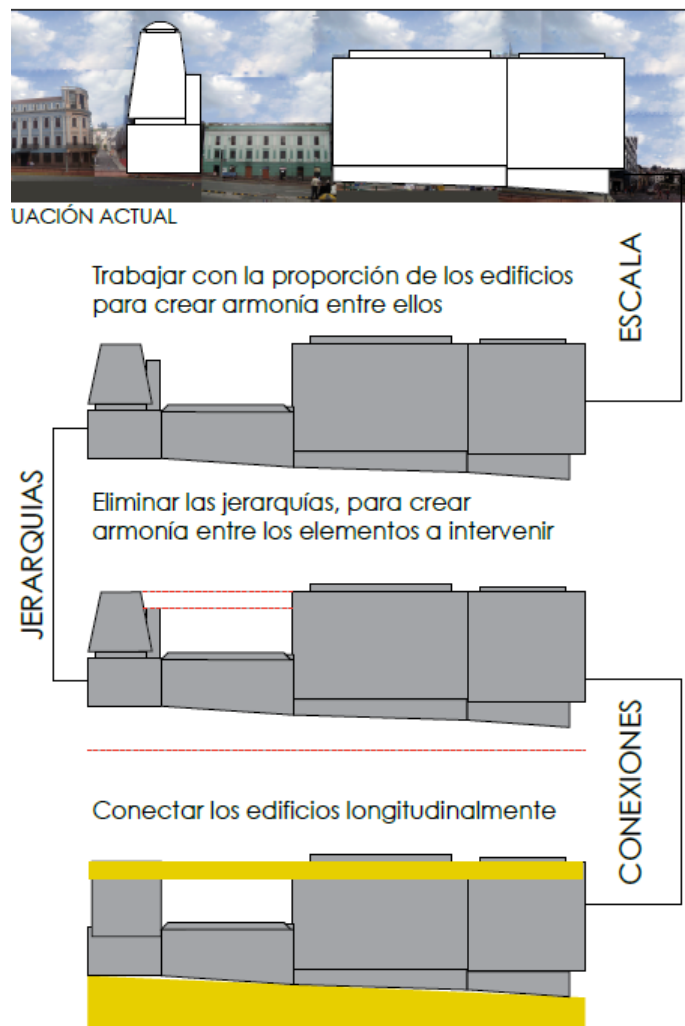 UACIÓN ACTUAL
ESCALA
Trabajar con la proporción de los edificios
para crear armonía entre ellos
JERARQUIAS
Eliminar las jerarquías, para crear
armonía entre los elementos a intervenir
CONEXIONES
Conectar los edificios longitudinalmente